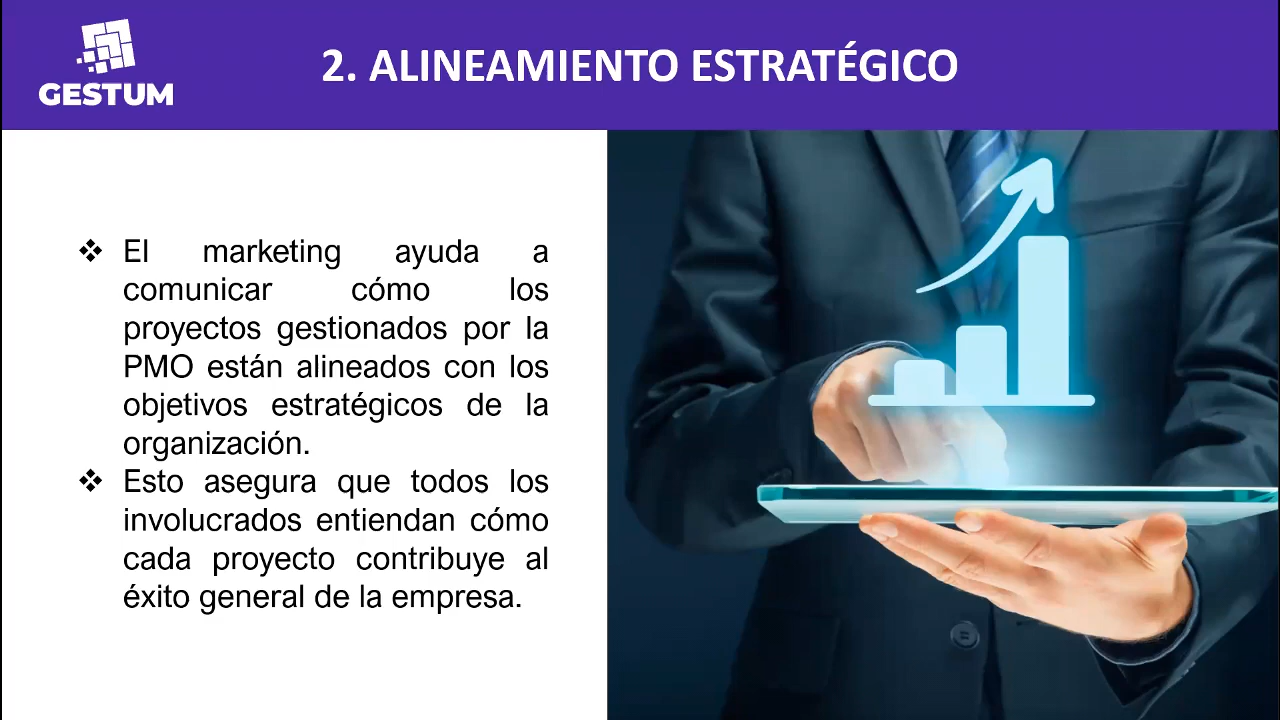 GESTUM
2. ALINEAMIENTO ESTRATÉGICO
❖ El marketing ayuda a
comunicar cómo los
proyectos gestionados por la
PMO están alineados con los
objetivos estratégicos de la
organización.
❖ Esto asegura que todos los
involucrados entiendan cómo
cada proyecto contribuye al
éxito general de la empresa.